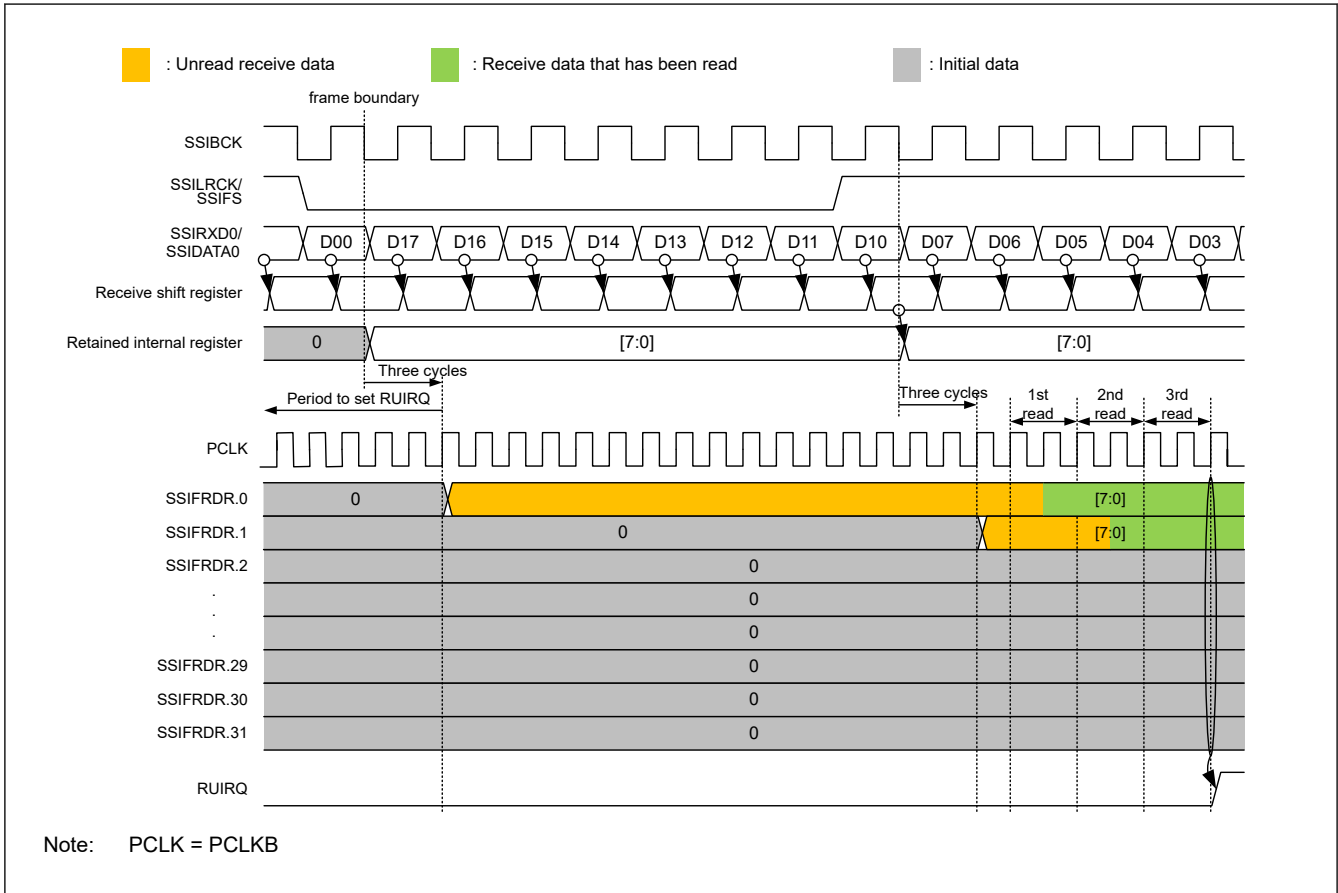 : Unread receive data : Receive data that has been read : Initial data
frame boundary
SSIBCK
SSILRCK/
SSIFS
SSIRXD0/
SSIDATA0
D00 D17 D16 D15 D14 D13 D12 D11 D10 D07 D06 D05 D04 D03
Receive shift register
Retained internal register 0 [7:0] [7:0]
Three cycles Three cycles
Period to set RUIRQ
1st read 2nd read 3rd read
PCLK
SSIFRDR.0 0 [7:0]
SSIFRDR.1 0 [7:0]
SSIFRDR.2 0
. 0
. 
. 0
SSIFRDR.29 0
SSIFRDR.30 0
SSIFRDR.31 0
RUIRQ
Note: PCLK = PCLKB